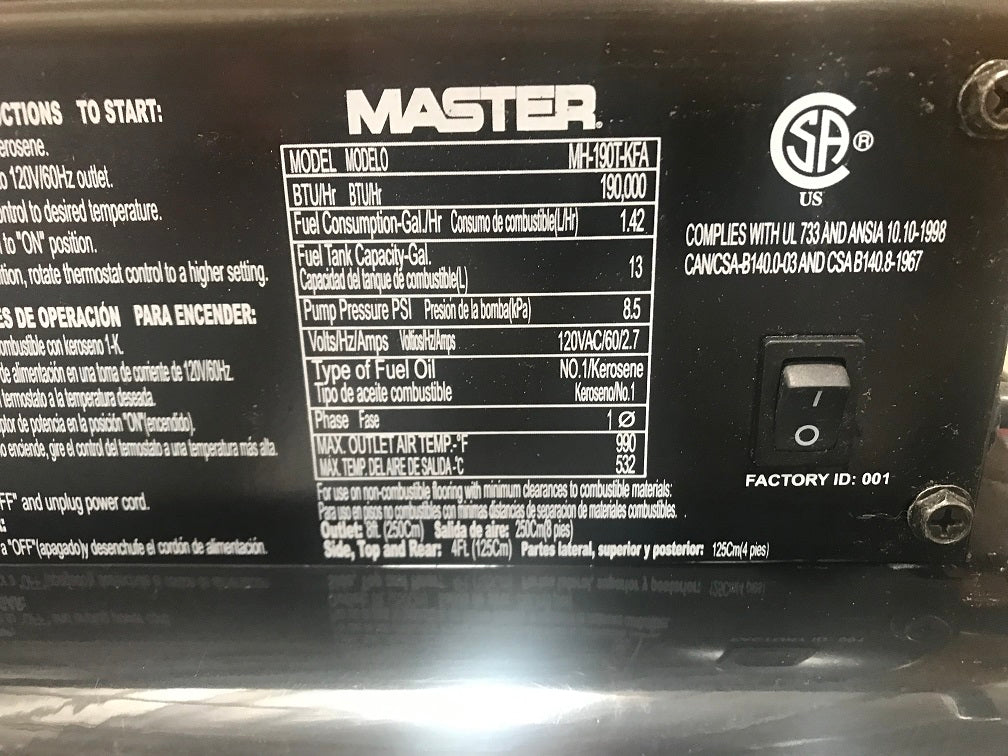 CTIONS TO START:
erosene.
o 120V/60Hz outlet.
ntrol to desired temperature.
to "ON" position.
tion, rotate thermostat control to a higher setting.
ES DE OPERACIÓN PARA ENCENDER:
ombustible con keroseno 1-K.
de alimentación en una toma de corriente de 120V/60Hz
termostato a la temperatura deseada.
ptor de potencia en la posición "ON"(encendido).
o enciende, gire el control del termostato a una temperatura más alta.
FF" and unplug power cord.
a "OFF"(apagado)y desenchufe el cordón de alimentación.
MASTER
MODEL MODELO MH-190T-KFA
BTU/Hr BTU/Hr 190,000
Fuel Consumption-Gal./Hr Consumo de combustible(L/Hr) 1.42
Fuel Tank Capacity-Gal.
Capacidad del tanque de combustible(L) 13
Pump Pressure PSI Presión de la bomba(kPa) 8.5
Volts/Hz/Amps Voltios/Hz/Amps 120VAC/60/2.7
Type of Fuel Oil NO.1/Kerosene
Tipo de aceite combustible Keroseno/No.1
Phase Fase 1 Ø
MAX. OUTLET AIR TEMP.-°F 990
MÁX. TEMP. DEL AIRE DE SALIDA-°C 532
For use on non-combustible flooring with minimum clearances to combustible materials:
Para uso en pisos no combustibles con minimas distancias de separacion de materiales combustibles.
Outlet: 8ft. (250Cm) Salida de aire: 250Cm(8 pies)
Side, Top and Rear: 4Ft. (125Cm) Partes lateral, superior y posterior: 125Cm(4 pies)
SA ®
US
COMPLIES WITH UL 733 AND ANSIA 10.10-1998
CAN/CSA-B140.0-03 AND CSA B140.8-1967
FACTORY ID: 001